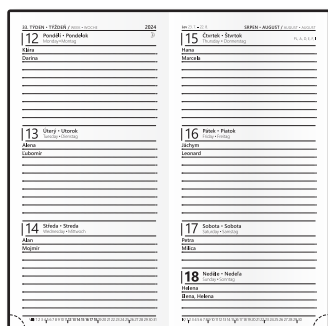 33. TÝDEN • TÝŽDEŇ / WEEK • WOCHE 2024
12 Pondělí • Pondelok
Monday • Montag
Klára
Darina
13 Úterý • Utorok
Tuesday • Dienstag
Alena
Ľubomír
14 Středa • Streda
Wednesday • Mittwoch
Alan
Mojmír
SRPEN • AUGUST / AUGUST • AUGUST
15 Čtvrtek • Štvrtok
Thursday • Donnerstag
Hana
Marcela
16 Pátek • Piatok
Friday • Freitag
Jáchym
Leonard
17 Sobota • Sobota
Saturday • Samstag
Petra
Milica
18 Neděle • Nedeľa
Sunday • Sonntag
Helena
Elena, Helena